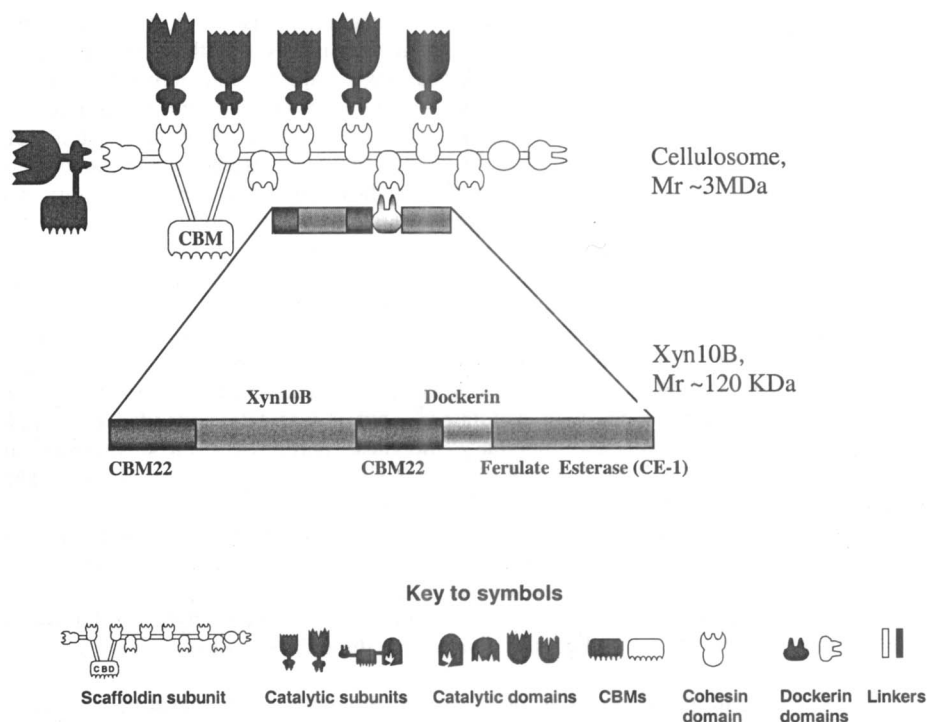 Cellulosome,
Mr ~3MDa
CBM
Xyn10B,
Mr ~120 KDa
Xyn10B Dockerin
CBM22 CBM22 Ferulate Esterase (CE-1)
Key to symbols
CBD
Scaffoldin subunit Catalytic subunits Catalytic domains CBMs Cohesin domain Dockerin domains Linkers